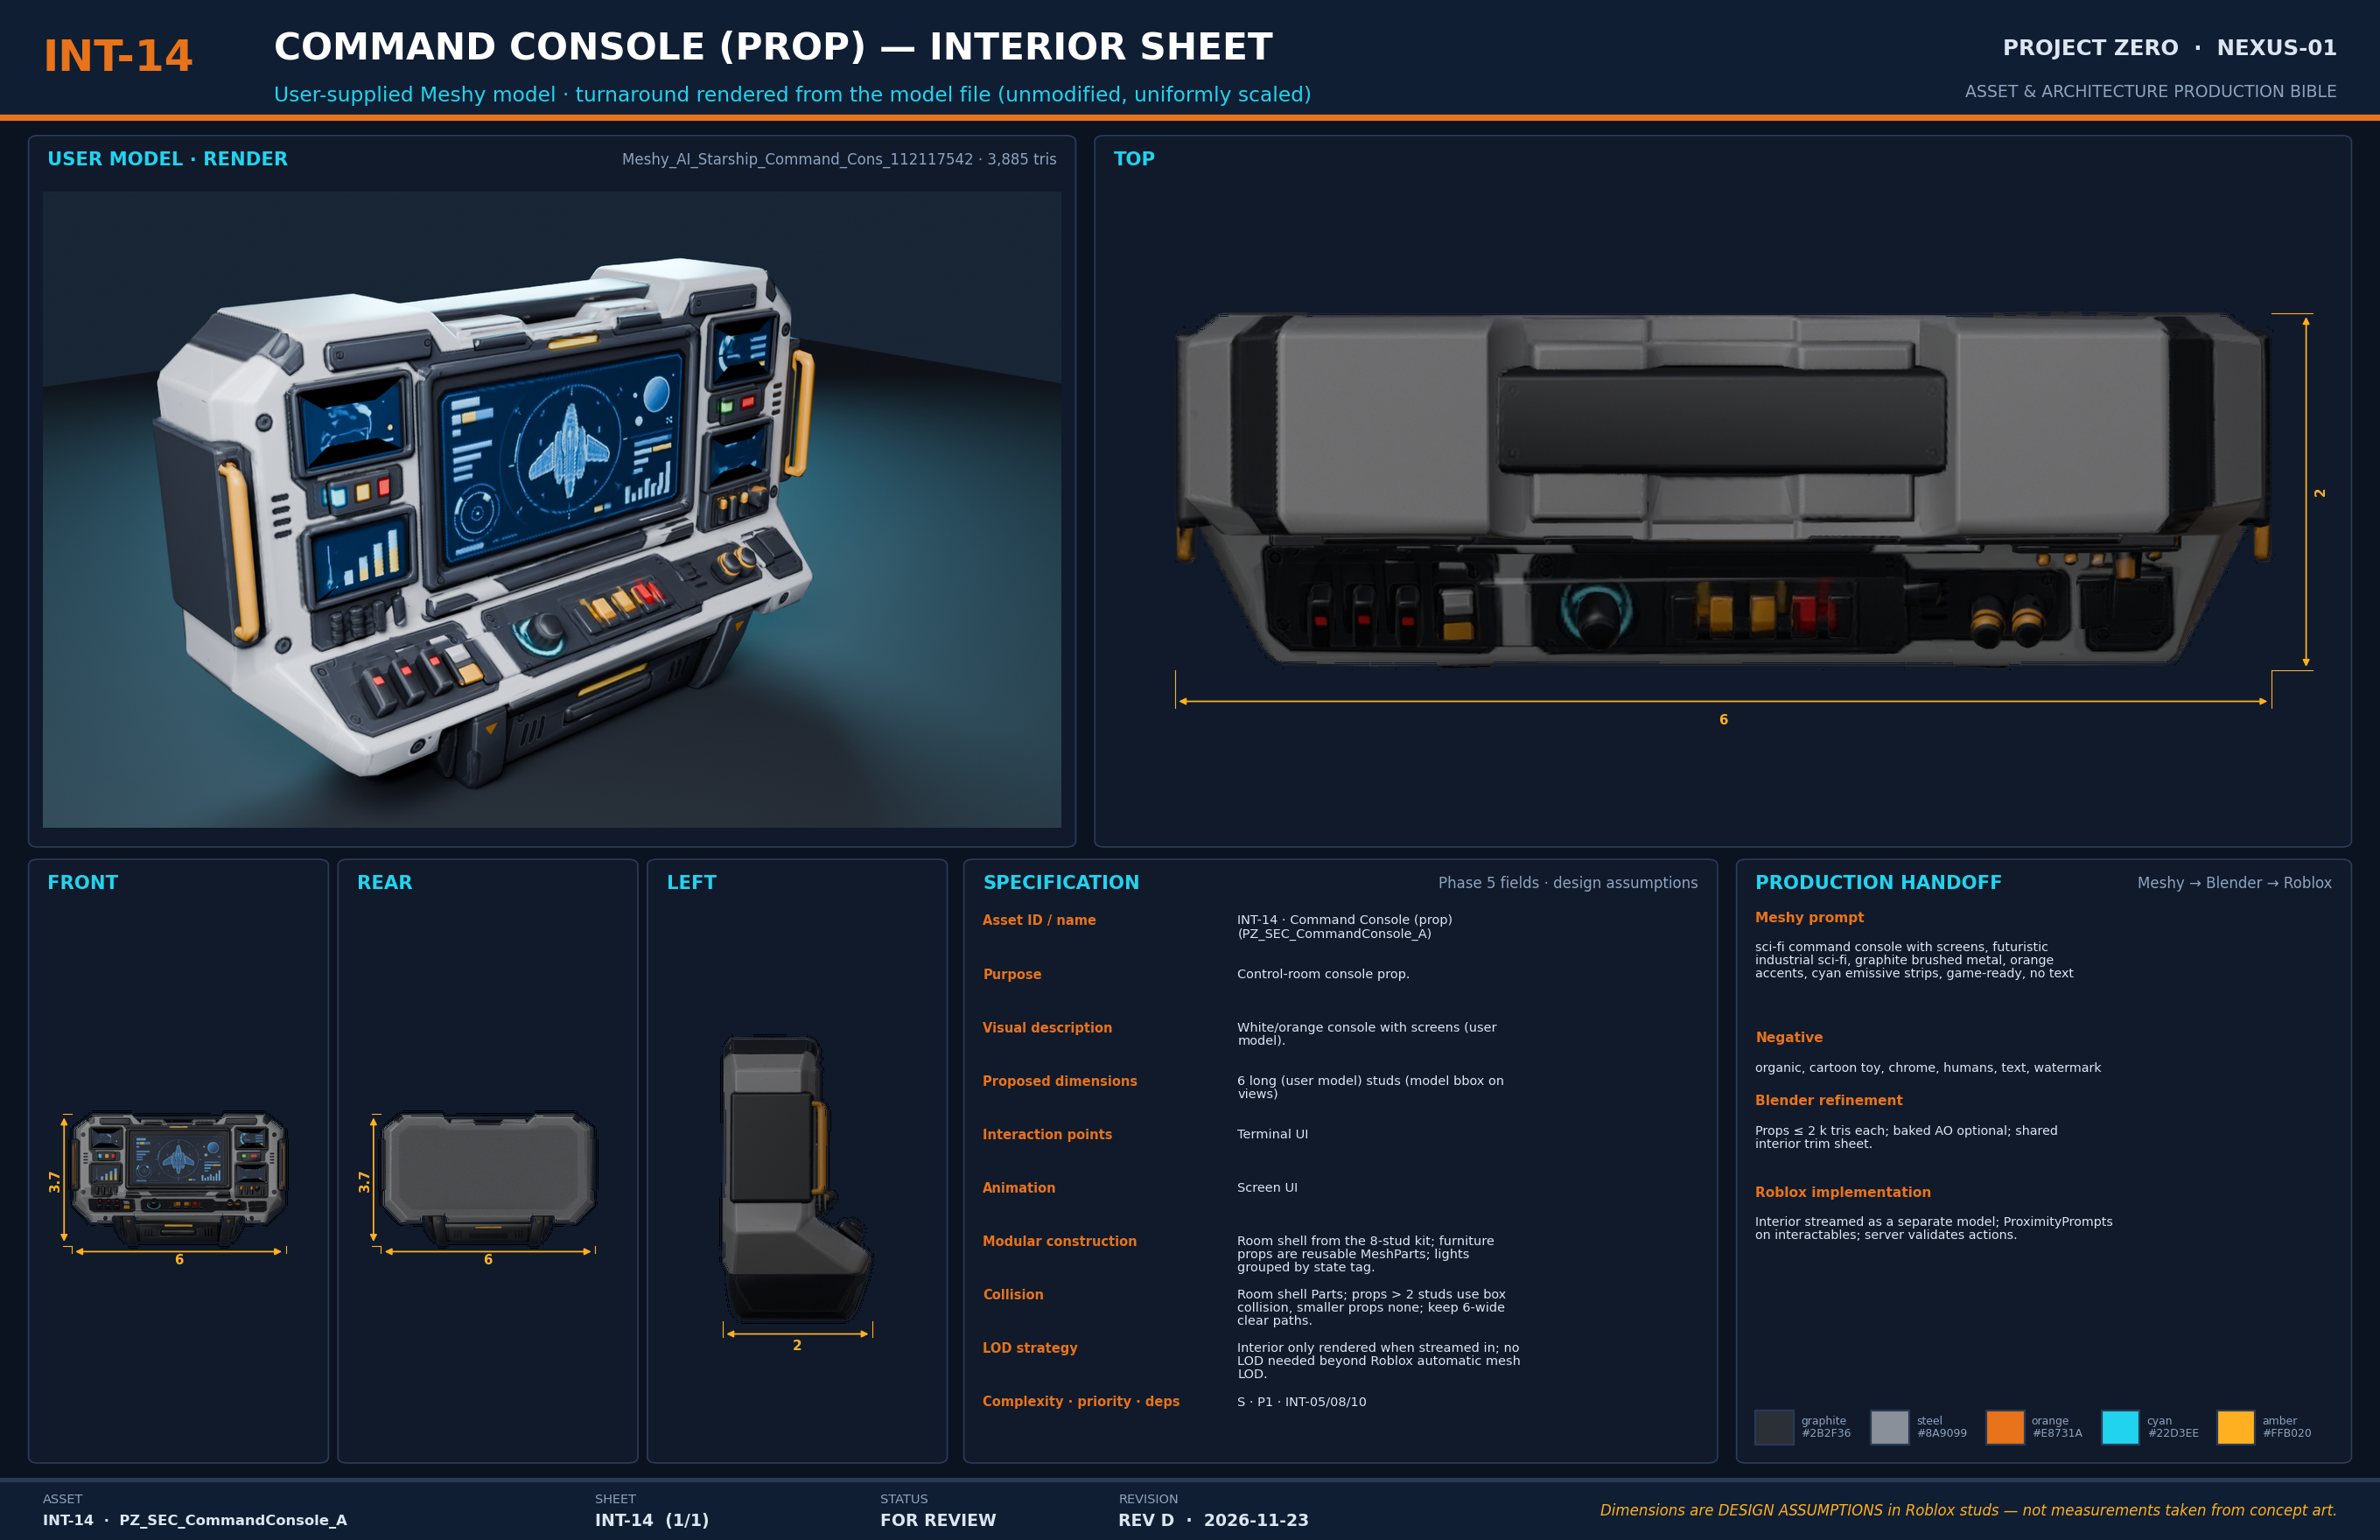 INT-14
COMMAND CONSOLE (PROP) — INTERIOR SHEET
User-supplied Meshy model · turnaround rendered from the model file (unmodified, uniformly scaled)
PROJECT ZERO · NEXUS-01
ASSET & ARCHITECTURE PRODUCTION BIBLE
USER MODEL · RENDER
Meshy_AI_Starship_Command_Cons_112117542 · 3,885 tris
TOP
2
6
FRONT
3.7
6
REAR
3.7
6
LEFT
2
SPECIFICATION
Phase 5 fields · design assumptions
Asset ID / name
INT-14 · Command Console (prop)
(PZ_SEC_CommandConsole_A)
Purpose
Control-room console prop.
Visual description
White/orange console with screens (user
model).
Proposed dimensions
6 long (user model) studs (model bbox on
views)
Interaction points
Terminal UI
Animation
Screen UI
Modular construction
Room shell from the 8-stud kit; furniture
props are reusable MeshParts; lights
grouped by state tag.
Collision
Room shell Parts; props > 2 studs use box
collision, smaller props none; keep 6-wide
clear paths.
LOD strategy
Interior only rendered when streamed in; no
LOD needed beyond Roblox automatic mesh
LOD.
Complexity · priority · deps
S · P1 · INT-05/08/10
PRODUCTION HANDOFF
Meshy → Blender → Roblox
Meshy prompt
sci-fi command console with screens, futuristic
industrial sci-fi, graphite brushed metal, orange
accents, cyan emissive strips, game-ready, no text
Negative
organic, cartoon toy, chrome, humans, text, watermark
Blender refinement
Props ≤ 2 k tris each; baked AO optional; shared
interior trim sheet.
Roblox implementation
Interior streamed as a separate model; ProximityPrompts
on interactables; server validates actions.
graphite
#2B2F36
steel
#8A9099
orange
#E8731A
cyan
#22D3EE
amber
#FFB020
ASSET
INT-14 · PZ_SEC_CommandConsole_A
SHEET
INT-14 (1/1)
STATUS
FOR REVIEW
REVISION
REV D · 2026-11-23
Dimensions are DESIGN ASSUMPTIONS in Roblox studs — not measurements taken from concept art.